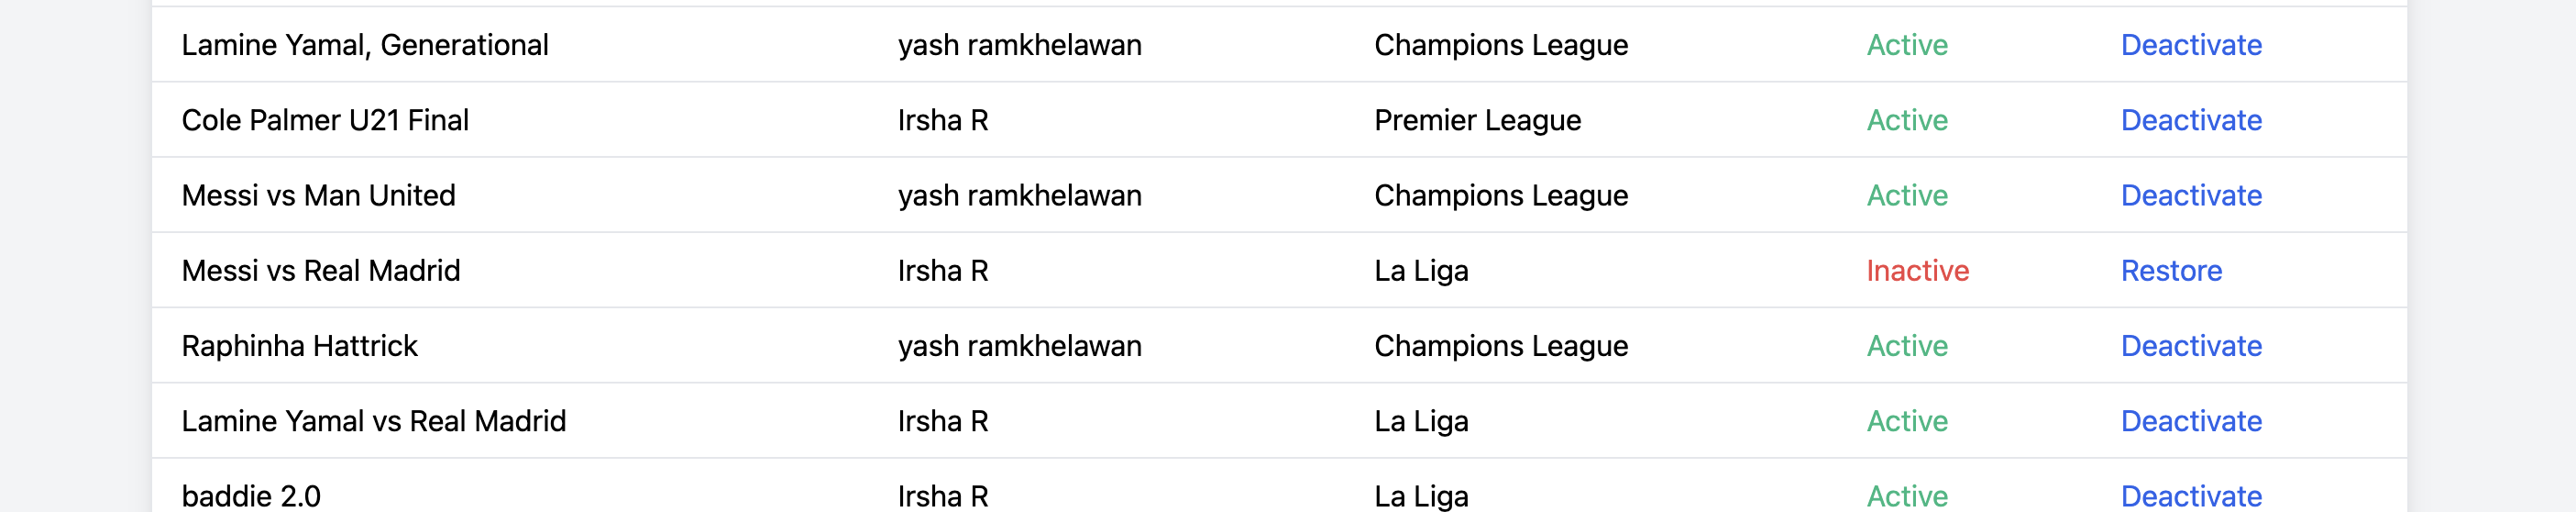 Lamine Yamal, Generational yash ramkhelawan Champions League Active Deactivate
Cole Palmer U21 Final Irsha R Premier League Active Deactivate
Messi vs Man United yash ramkhelawan Champions League Active Deactivate
Messi vs Real Madrid Irsha R La Liga Inactive Restore
Raphinha Hattrick yash ramkhelawan Champions League Active Deactivate
Lamine Yamal vs Real Madrid Irsha R La Liga Active Deactivate
baddie 2.0 Irsha R La Liga Active Deactivate